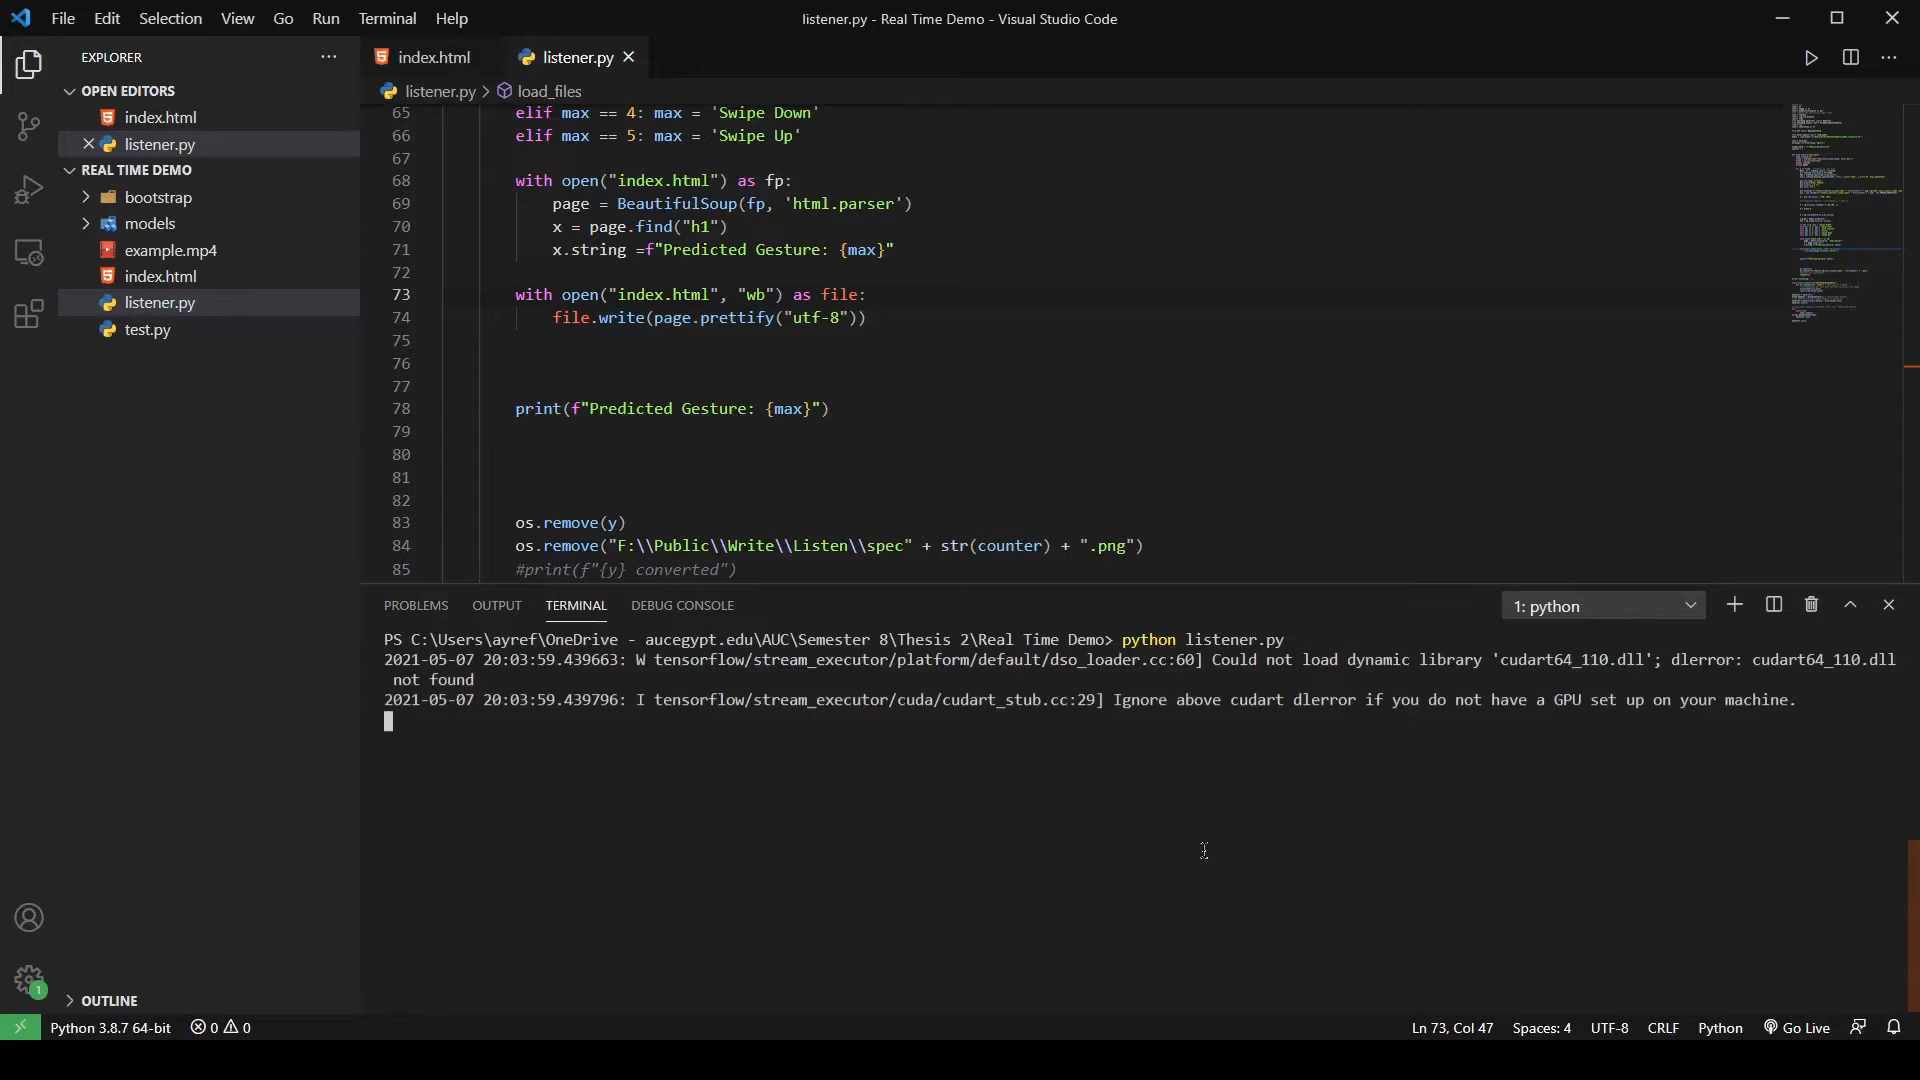 File Edit Selection View Go Run Terminal Help
listener.py - Real Time Demo - Visual Studio Code
EXPLORER
OPEN EDITORS
index.html
listener.py
REAL TIME DEMO
bootstrap
models
example.mp4
index.html
listener.py
test.py
OUTLINE
index.html
listener.py
listener.py > load_files
65 elif max == 4: max = 'Swipe Down'
66 elif max == 5: max = 'Swipe Up'
67
68 with open("index.html") as fp:
69 page = BeautifulSoup(fp, 'html.parser')
70 x = page.find("h1")
71 x.string =f"Predicted Gesture: {max}"
72
73 with open("index.html", "wb") as file:
74 file.write(page.prettify("utf-8"))
75
76
77
78 print(f"Predicted Gesture: {max}")
79
80
81
82
83 os.remove(y)
84 os.remove("F:\\Public\\Write\\Listen\\spec" + str(counter) + ".png")
85 #print(f"{y} converted")
PROBLEMS OUTPUT TERMINAL DEBUG CONSOLE
1: python
PS C:\Users\ayref\OneDrive - aucegypt.edu\AUC\Semester 8\Thesis 2\Real Time Demo> python listener.py
2021-05-07 20:03:59.439663: W tensorflow/stream_executor/platform/default/dso_loader.cc:60] Could not load dynamic library 'cudart64_110.dll'; dlerror: cudart64_110.dll
not found
2021-05-07 20:03:59.439796: I tensorflow/stream_executor/cuda/cudart_stub.cc:29] Ignore above cudart dlerror if you do not have a GPU set up on your machine.
1
Python 3.8.7 64-bit 0 0
Ln 73, Col 47 Spaces: 4 UTF-8 CRLF Python Go Live